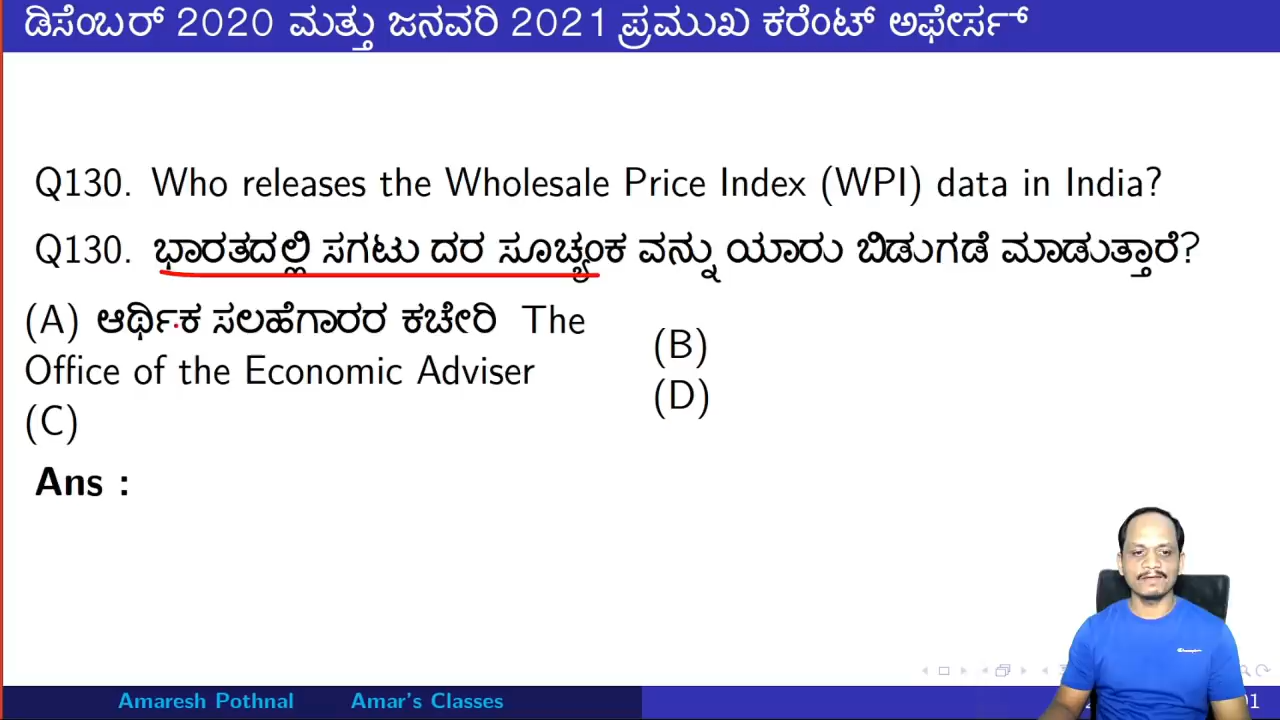 ಡಿಸೆಂಬರ್ 2020 ಮತ್ತು ಜನವರಿ 2021 ಪ್ರಮುಖ ಕರೆಂಟ್ ಅಫೇರ್ಸ್
Q130. Who releases the Wholesale Price Index (WPI) data in India?
Q130. ಭಾರತದಲ್ಲಿ ಸಗಟು ದರ ಸೂಚ್ಯಂಕ ವನ್ನು ಯಾರು ಬಿಡುಗಡೆ ಮಾಡುತ್ತಾರೆ?
(A) ಆರ್ಥಿಕ ಸಲಹೆಗಾರರ ಕಚೇರಿ The
Office of the Economic Adviser
(B)
(C)
(D)
Ans :
Champion
Amaresh Pothnal Amar's Classes